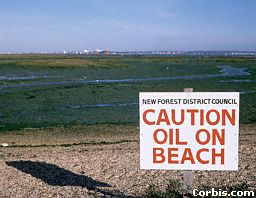 NEW FOREST DISTRICT COUNCIL
CAUTION
OIL ON
BEACH
Corbis.com